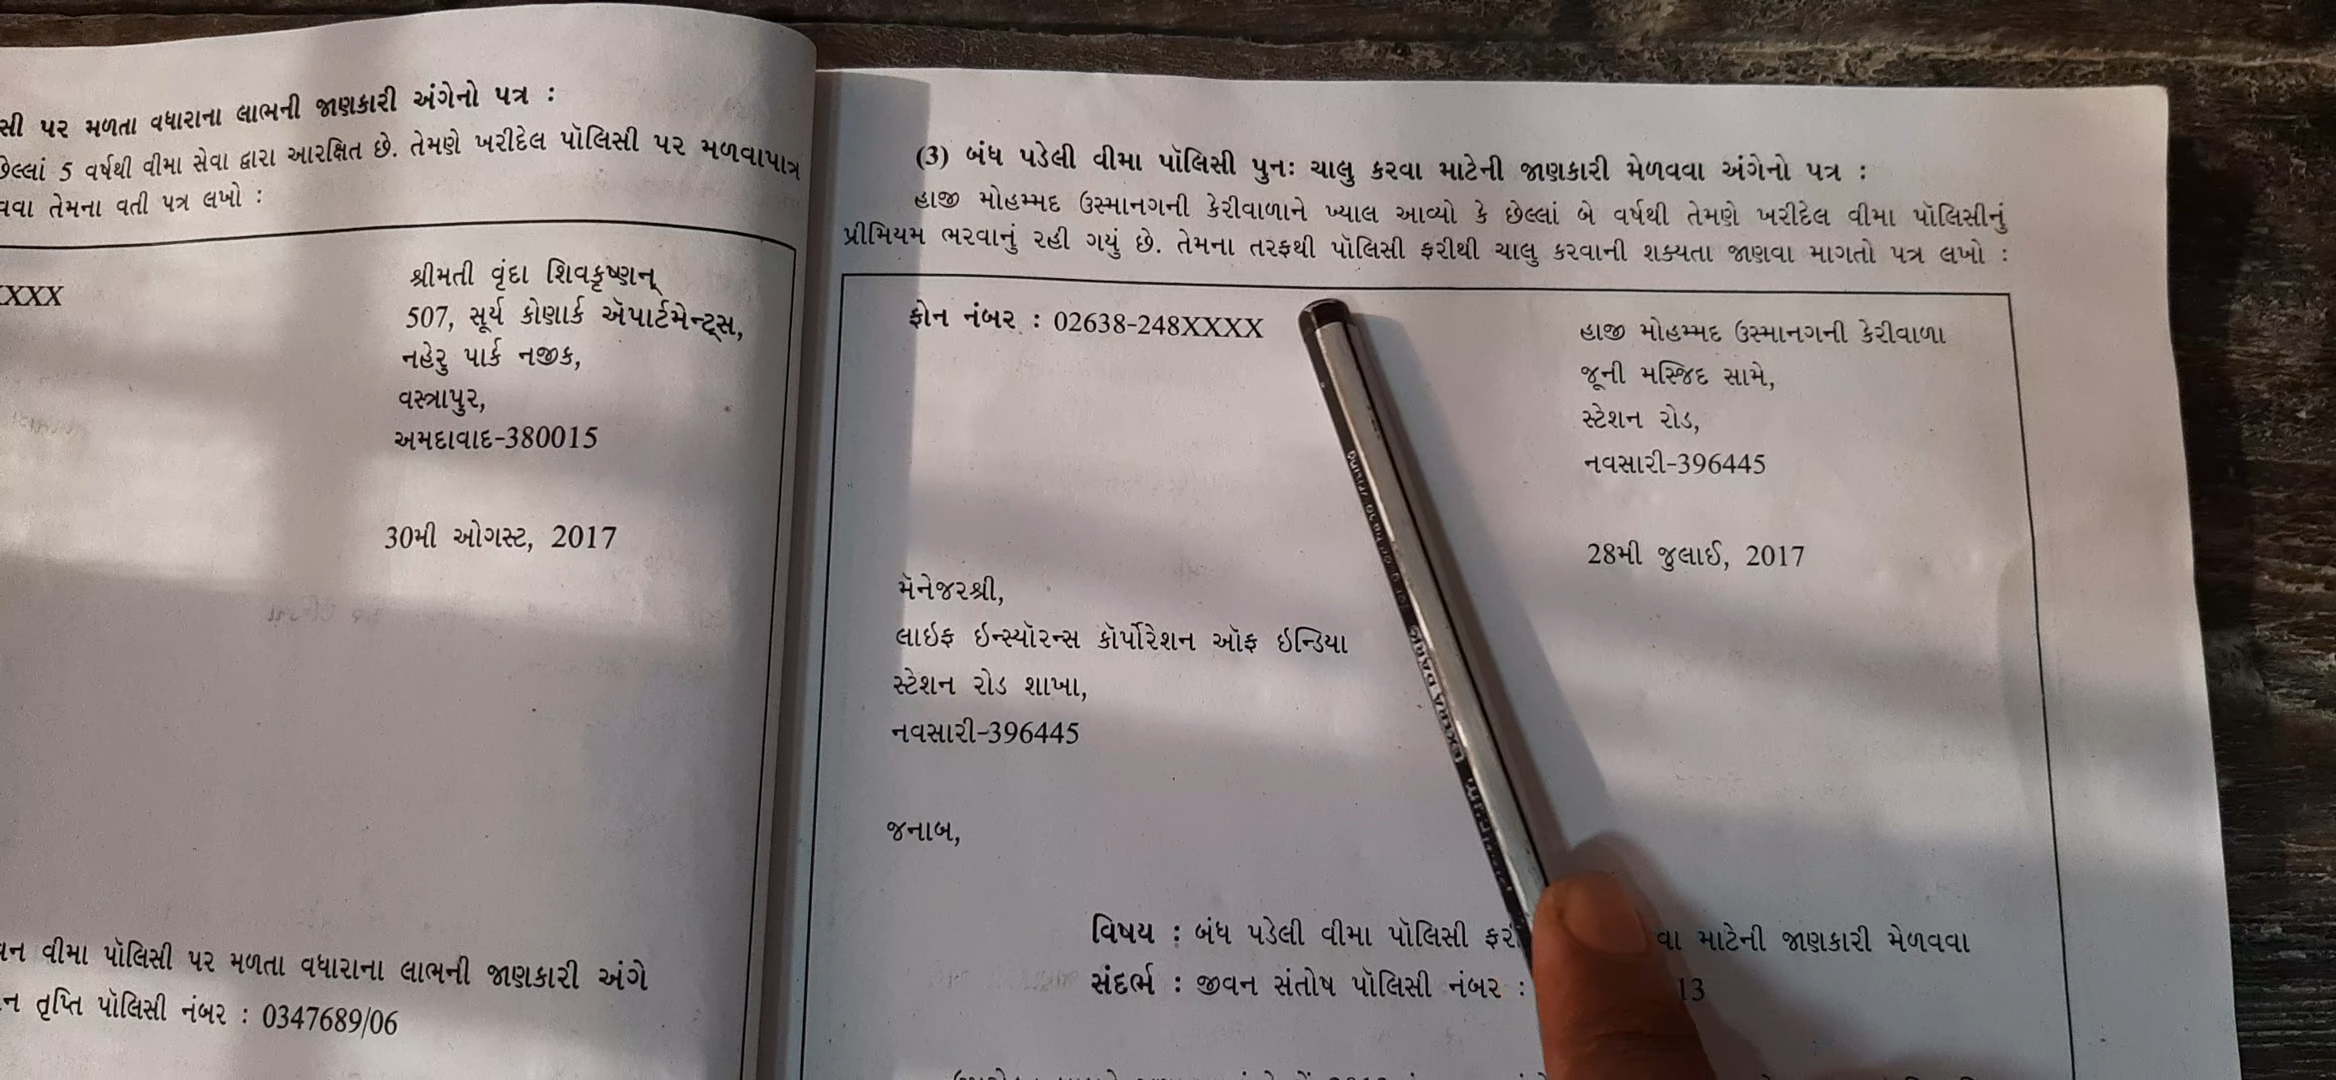 પર મળતા વધારાના લાભની જાણકારી અંગેનો પત્ર :
5 વર્ષથી વીમા સેવા દ્વારા આરક્ષિત છે. તેમણે ખરીદેલ પૉલિસી પર મળવાપાત્ર
તેમના વતી પત્ર લખો :
XXX
શ્રીમતી વૃંદા શિવકૃષ્ણન્
507, સૂર્ય કોણાર્ક ઍપાર્ટમેન્ટ્સ,
નહેરુ પાર્ક નજીક,
વસ્ત્રાપુર,
અમદાવાદ-380015
30મી ઓગસ્ટ, 2017
વીમા પૉલિસી પર મળતા વધારાના લાભની જાણકારી અંગે
તૃપ્તિ પૉલિસી નંબર : 0347689/06
(3) બંધ પડેલી વીમા પૉલિસી પુનઃ ચાલુ કરવા માટેની જાણકારી મેળવવા અંગેનો પત્ર :
હાજી મોહમ્મદ ઉસ્માનગની કેરીવાળાને ખ્યાલ આવ્યો કે છેલ્લાં બે વર્ષથી તેમણે ખરીદેલ વીમા પૉલિસીનું
પ્રીમિયમ ભરવાનું રહી ગયું છે. તેમના તરફથી પૉલિસી ફરીથી ચાલુ કરવાની શક્યતા જાણવા માગતો પત્ર લખો :
ફોન નંબર : 02638-248XXXX
હાજી મોહમ્મદ ઉસ્માનગની કેરીવાળા
જૂની મસ્જિદ સામે,
સ્ટેશન રોડ,
નવસારી-396445
28મી જુલાઈ, 2017
મૅનેજરશ્રી,
લાઇફ ઇન્સ્યૉરન્સ કૉર્પોરેશન ઑફ ઇન્ડિયા
સ્ટેશન રોડ શાખા,
નવસારી-396445
જનાબ,
વિષય : બંધ પડેલી વીમા પૉલિસી માટેની જાણકારી મેળવવા
સંદર્ભ : જીવન સંતોષ પૉલિસી નંબર : 13